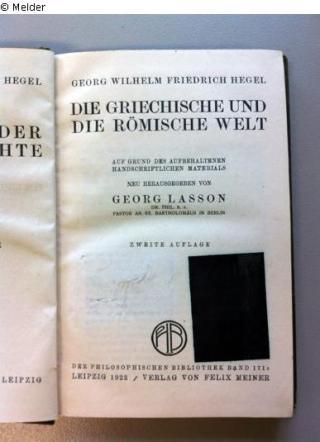 © Melder
HEGEL
DER
HTE
LEIPZIG
GEORG WILHELM FRIEDRICH HEGEL
DIE GRIECHISCHE UND
DIE RÖMISCHE WELT
AUF GRUND DES AUFBEHALTENEN
HANDSCHRIFTLICHEN MATERIALS
NEU HERAUSGEGEBEN VON
GEORG LASSON
DR. PHIL.
PASTOR AN ST. BARTHOLOMÄUS IN BERLIN
ZWEITE AUFLAGE
DER PHILOSOPHISCHEN BIBLIOTHEK BAND 171c
LEIPZIG 1923 / VERLAG VON FELIX MEINER